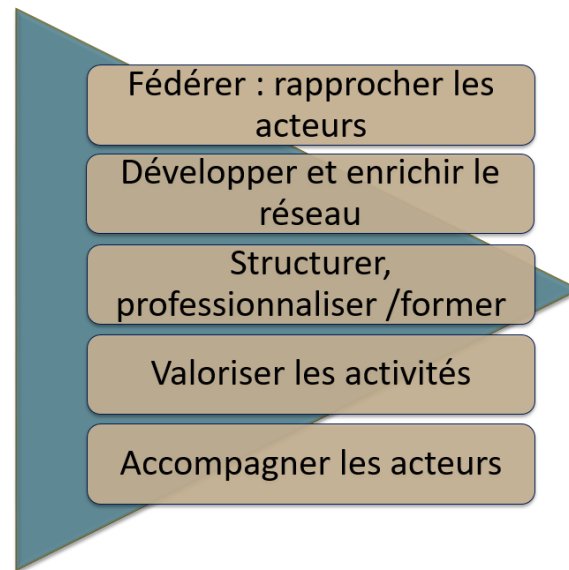 Fédérer : rapprocher les
acteurs
Développer et enrichir le
réseau
Structurer,
professionnaliser /former
Valoriser les activités
Accompagner les acteurs